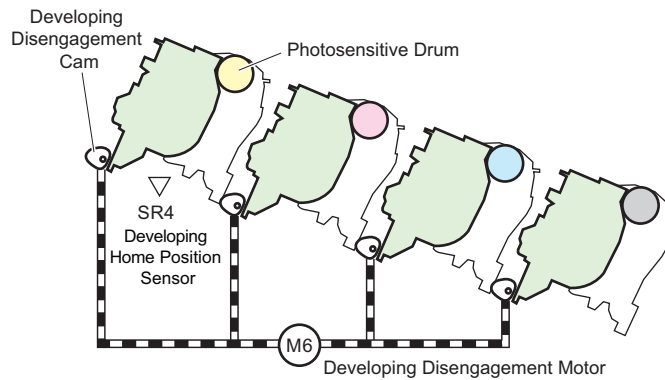 Developing
Disengagement
Cam
Photosensitive Drum
SR4
Developing
Home Position
Sensor
M6
Developing Disengagement Motor